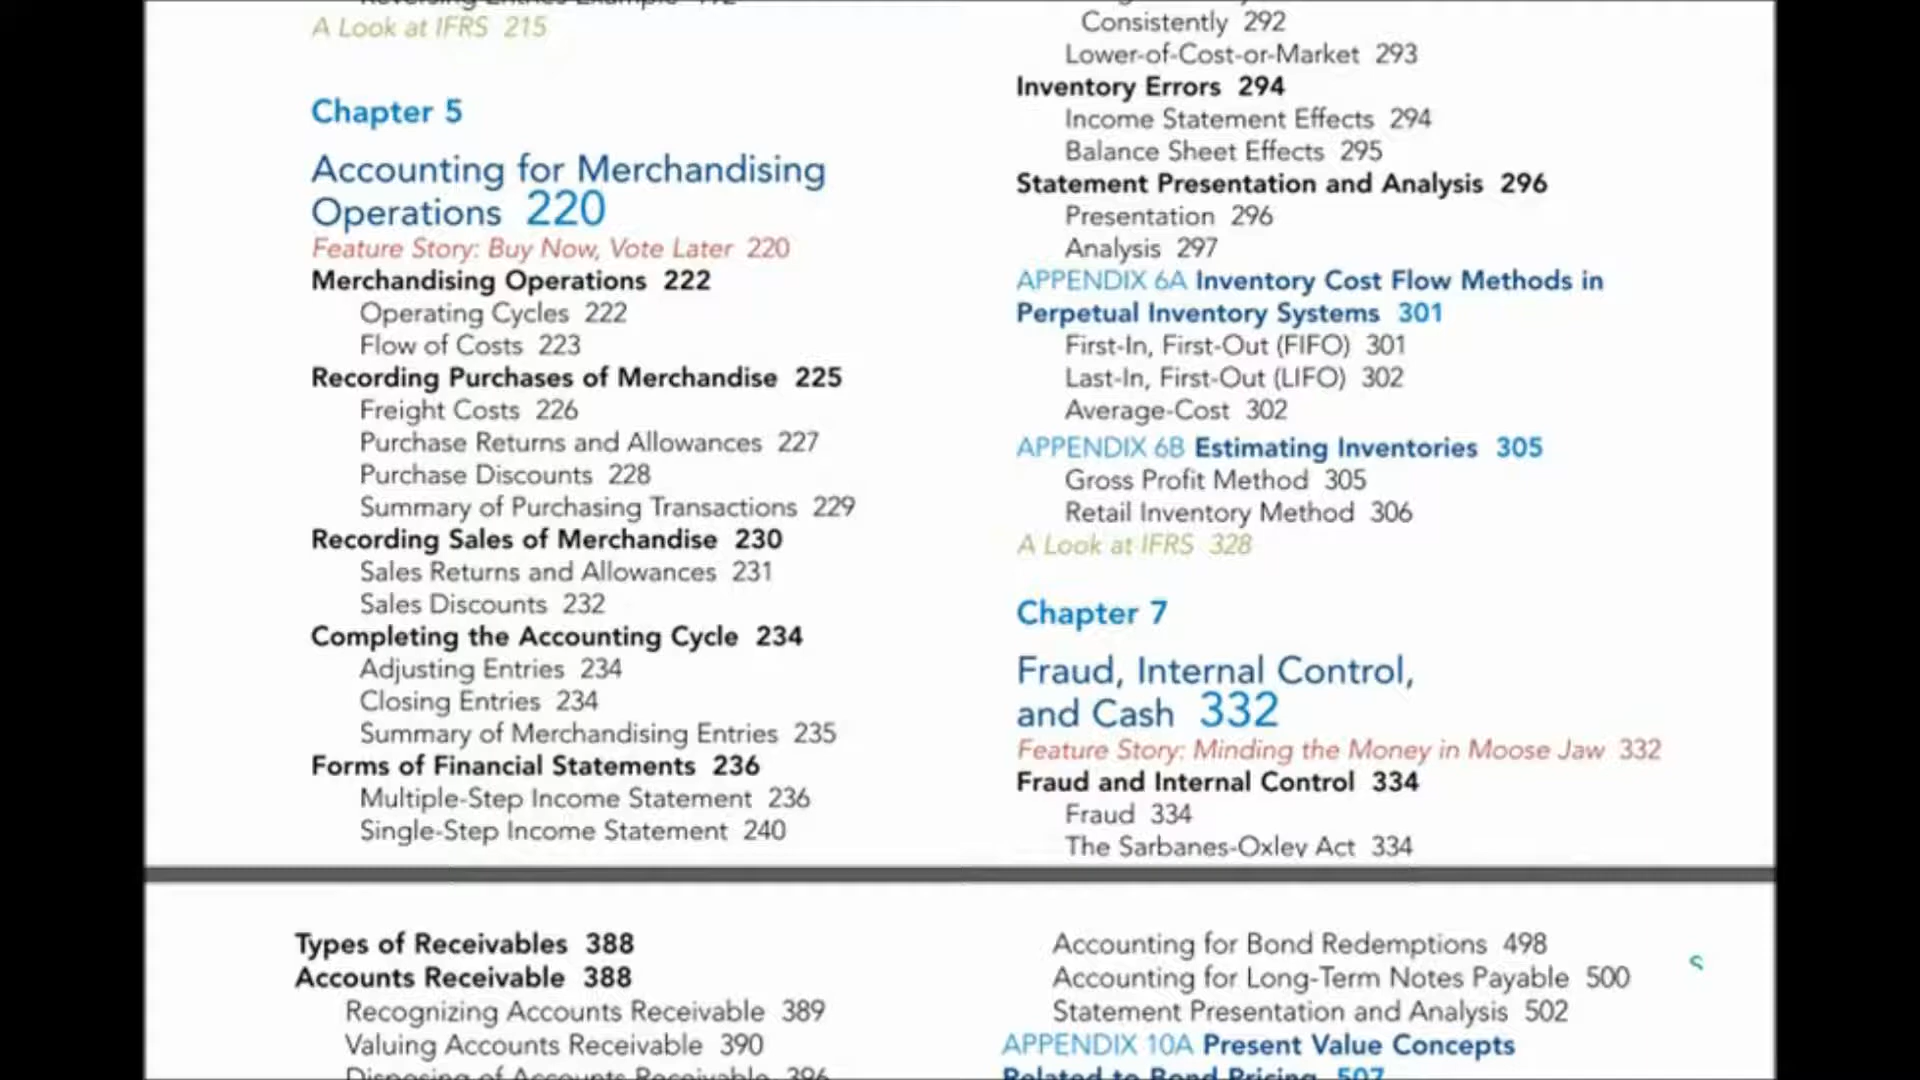 A Look at IFRS 215
Chapter 5
Accounting for Merchandising
Operations 220
Feature Story: Buy Now, Vote Later 220
Merchandising Operations 222
Operating Cycles 222
Flow of Costs 223
Recording Purchases of Merchandise 225
Freight Costs 226
Purchase Returns and Allowances 227
Purchase Discounts 228
Summary of Purchasing Transactions 229
Recording Sales of Merchandise 230
Sales Returns and Allowances 231
Sales Discounts 232
Completing the Accounting Cycle 234
Adjusting Entries 234
Closing Entries 234
Summary of Merchandising Entries 235
Forms of Financial Statements 236
Multiple-Step Income Statement 236
Single-Step Income Statement 240
Consistently 292
Lower-of-Cost-or-Market 293
Inventory Errors 294
Income Statement Effects 294
Balance Sheet Effects 295
Statement Presentation and Analysis 296
Presentation 296
Analysis 297
APPENDIX 6A Inventory Cost Flow Methods in
Perpetual Inventory Systems 301
First-In, First-Out (FIFO) 301
Last-In, First-Out (LIFO) 302
Average-Cost 302
APPENDIX 6B Estimating Inventories 305
Gross Profit Method 305
Retail Inventory Method 306
A Look at IFRS 328
Chapter 7
Fraud, Internal Control,
and Cash 332
Feature Story: Minding the Money in Moose Jaw 332
Fraud and Internal Control 334
Fraud 334
The Sarbanes-Oxley Act 334
Types of Receivables 388
Accounts Receivable 388
Recognizing Accounts Receivable 389
Valuing Accounts Receivable 390
Disposing of Accounts Receivable 396
Accounting for Bond Redemptions 498
Accounting for Long-Term Notes Payable 500
Statement Presentation and Analysis 502
APPENDIX 10A Present Value Concepts
Related to Bond Pricing 507